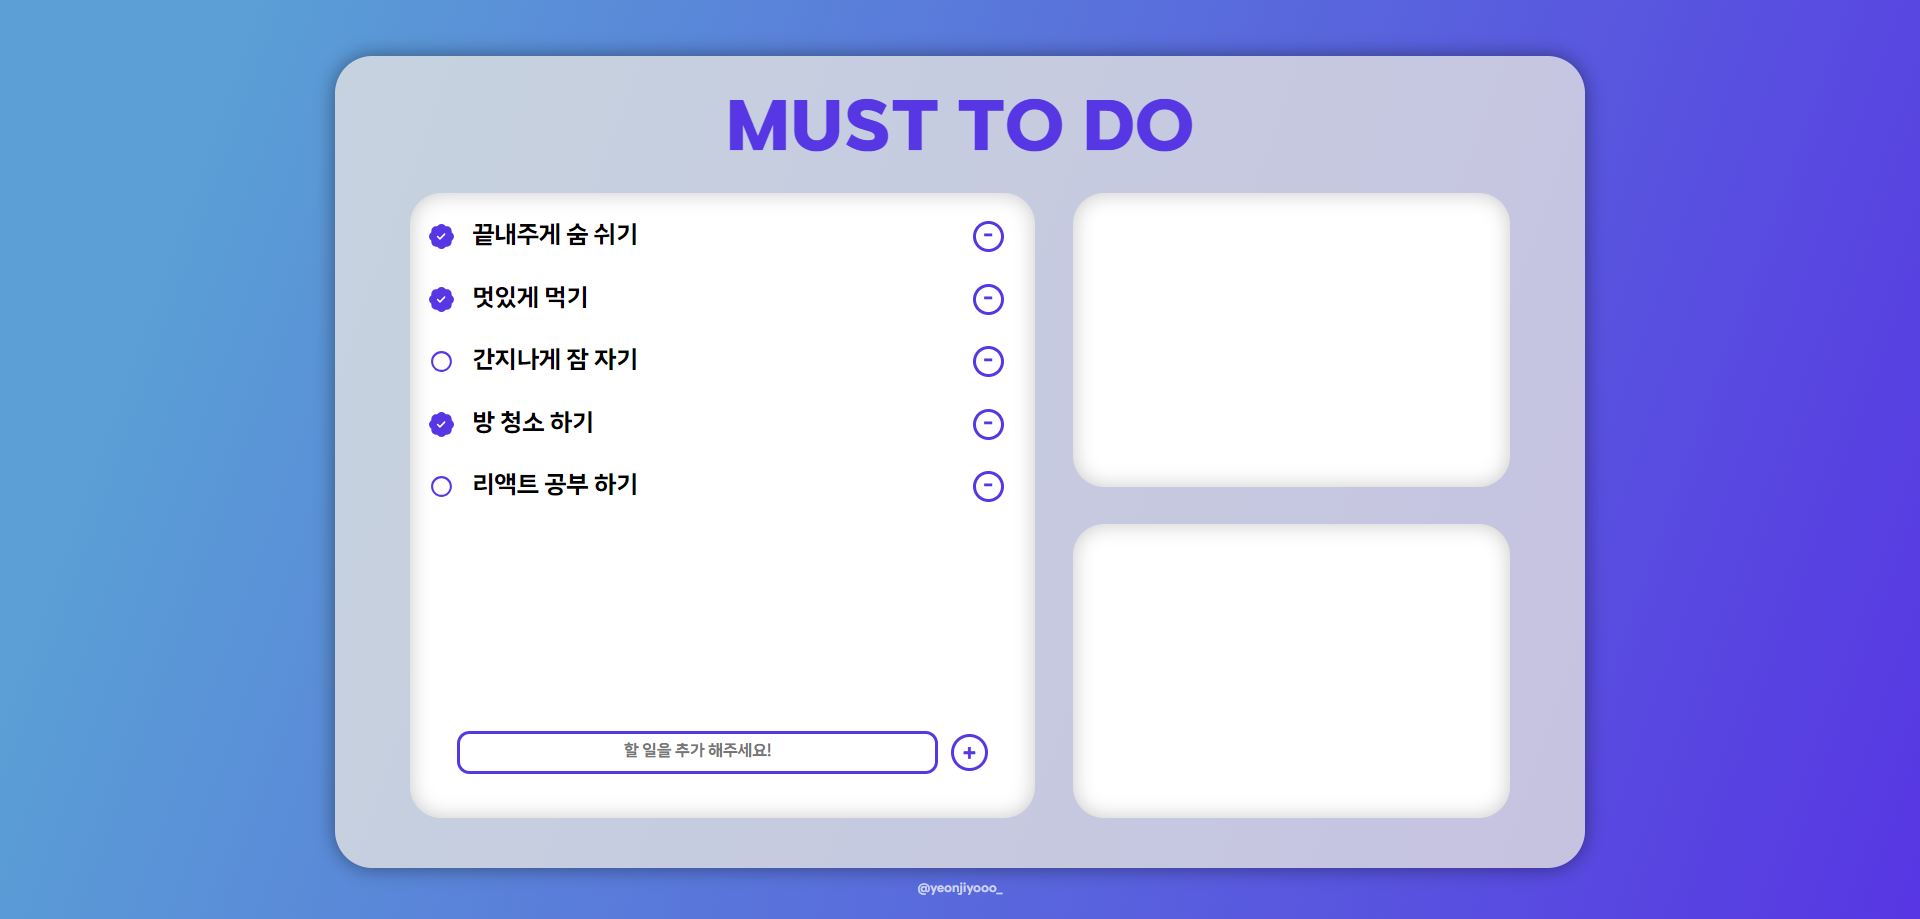 MUST TO DO
끝내주게 숨 쉬기
-
멋있게 먹기
-
간지나게 잠 자기
-
방 청소 하기
-
리액트 공부 하기
-
할 일을 추가 해주세요!
+
@yeonjiyooo_